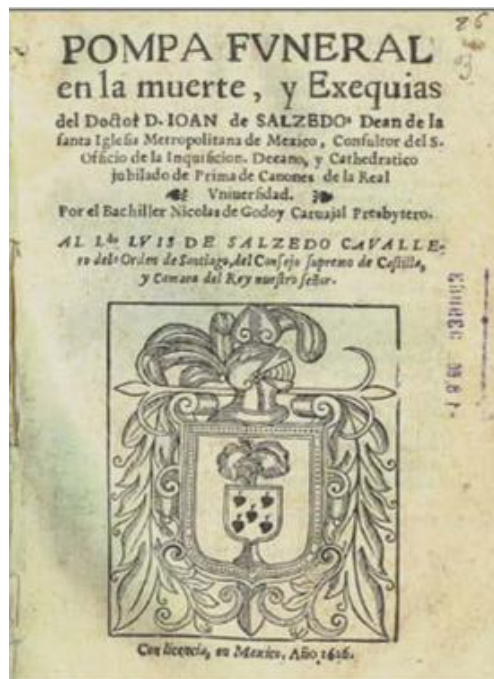 POMPA FVNERAL
en la muerte, y Exequias
del Doctor D. IOAN de SALZEDO Dean de la
santa Iglesia Metropolitana de Mexico, Consultor del S.
Officio de la Inquisicion. Decano, y Cathedratico
jubilado de Prima de Canones de la Real
Vniuersidad.
Por el Bachiller Nicolas de Godoy Caruajal Presbytero.
AL L.do LVIS DE SALZEDO CAVALLE-
ro del Orden de Santiago, del Consejo supremo de Castilla,
y Camara del Rey nuestro señor.
Con licencia, en Mexico, Año 1626.